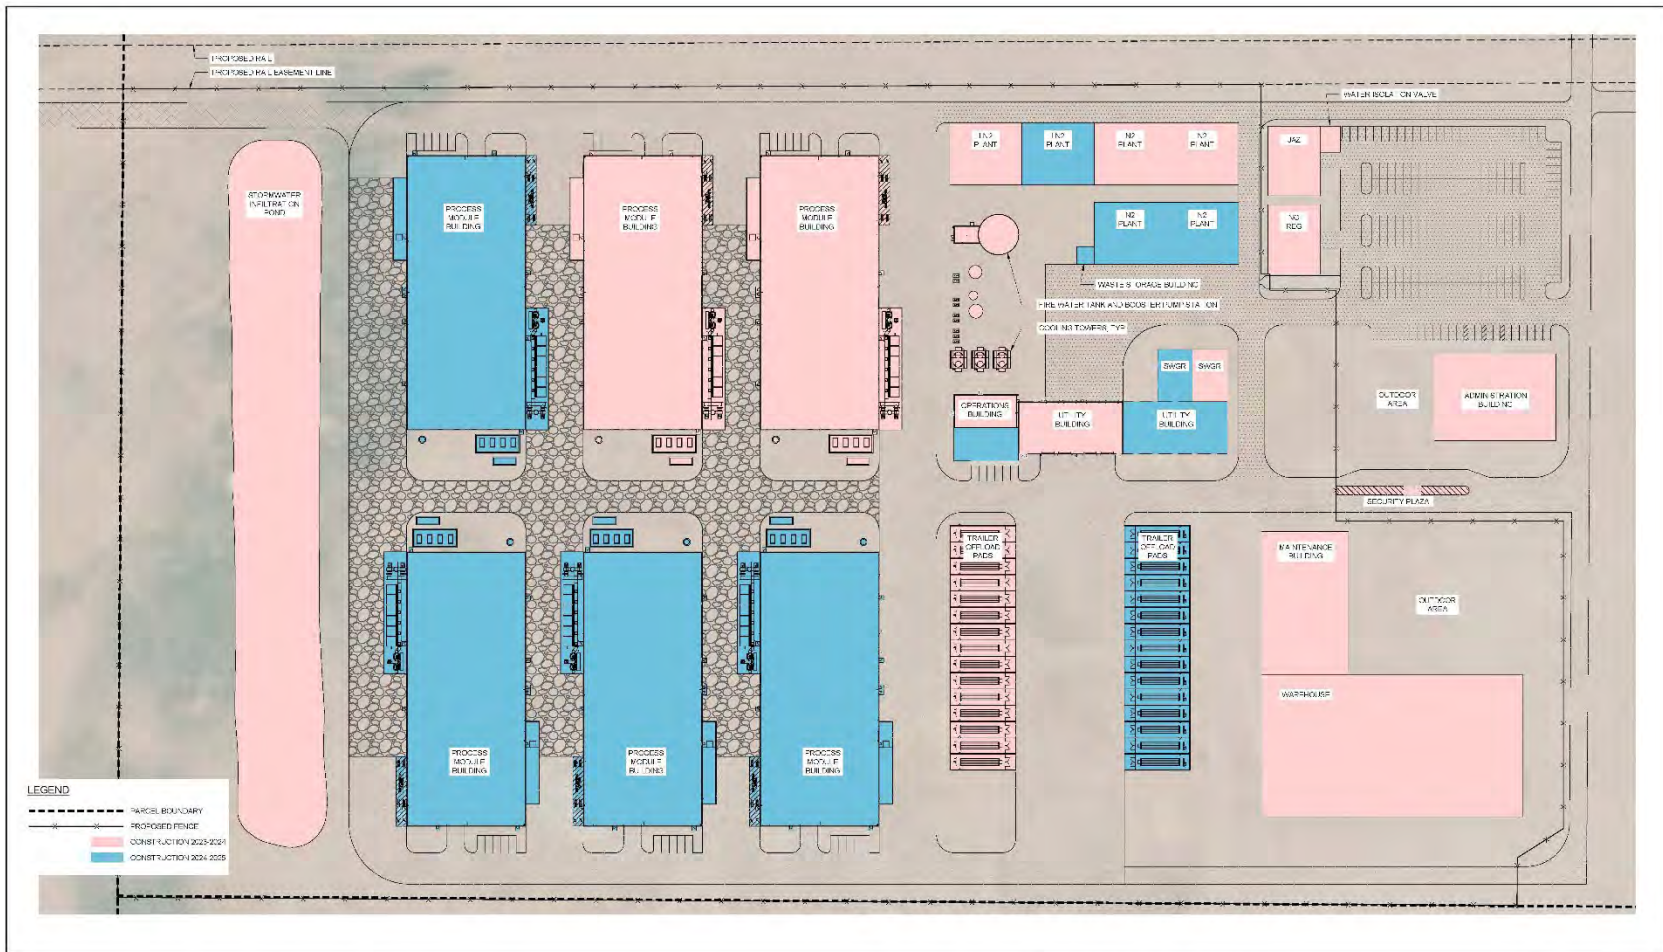 PROPOSED RAIL
PROPOSED RAIL EASEMENT LINE
WATER ISOLATION VALVE
LN2
PLANT
LN2
PLANT
N2
PLANT
N2
PLANT
JAZ
STORMWATER
INFILTRATION
POND
PROCESS
MODULE
BUILDING
PROCESS
MODULE
BUILDING
PROCESS
MODULE
BUILDING
N2
PLANT
N2
PLANT
NG
REG
WASTE STORAGE BUILDING
FIRE WATER TANK AND BOOSTER PUMP STATION
COOLING TOWERS, TYP.
SWGR
SWGR
OPERATIONS
BUILDING
UTILITY
BUILDING
UTILITY
BUILDING
OUTDOOR
AREA
ADMINISTRATION
BUILDING
SECURITY PLAZA
TRAILER
OFFLOAD
PADS
TRAILER
OFFLOAD
PADS
MAINTENANCE
BUILDING
OUTDOOR
AREA
WAREHOUSE
PROCESS
MODULE
BUILDING
PROCESS
MODULE
BUILDING
PROCESS
MODULE
BUILDING
LEGEND
PARCEL BOUNDARY
PROPOSED FENCE
CONSTRUCTION 2023-2024
CONSTRUCTION 2024-2025